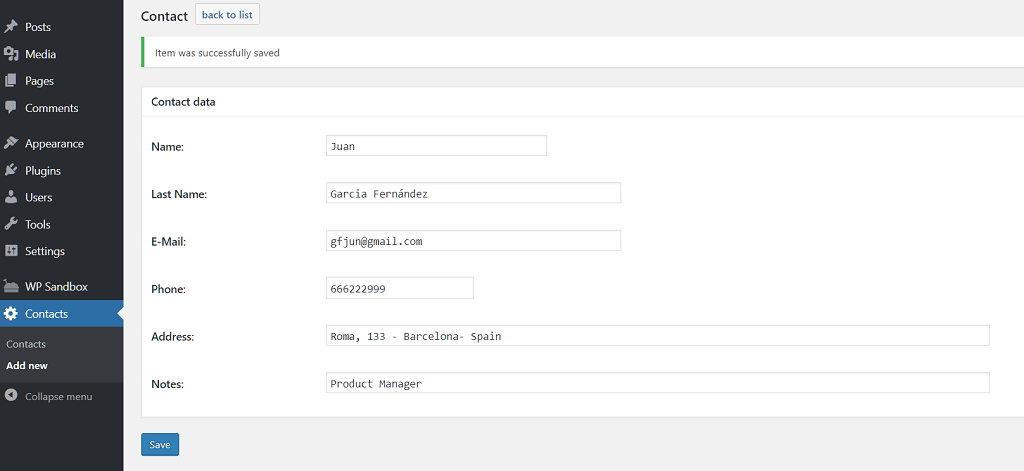 Posts
Media
Pages
Comments
Appearance
Plugins
Users
Tools
Settings
WP Sandbox
Contacts
Contacts
Add new
Collapse menu
Contact back to list
Item was successfully saved
Contact data
Name: Juan
Last Name: Garcia Fernández
E-Mail: gfjun@gmail.com
Phone: 666222999
Address: Roma, 133 - Barcelona- Spain
Notes: Product Manager
Save